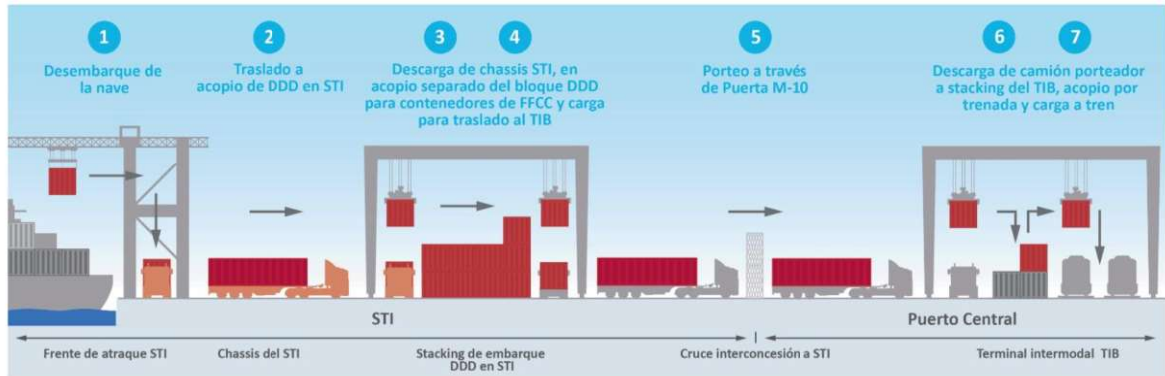 1
Desembarque de
la nave
2
Traslado a
acopio de DDD en STI
3
4
Descarga de chassis STI, en
acopio separado del bloque DDD
para contenedores de FFCC y carga
para traslado al TIB
5
Porteo a través
de Puerta M-10
6
7
Descarga de camión porteador
a stacking del TIB, acopio por
trenada y carga a tren
STI
Puerto Central
Frente de atraque STI
Chassis del STI
Stacking de embarque
DDD en STI
Cruce interconcesión a STI
Terminal intermodal TIB